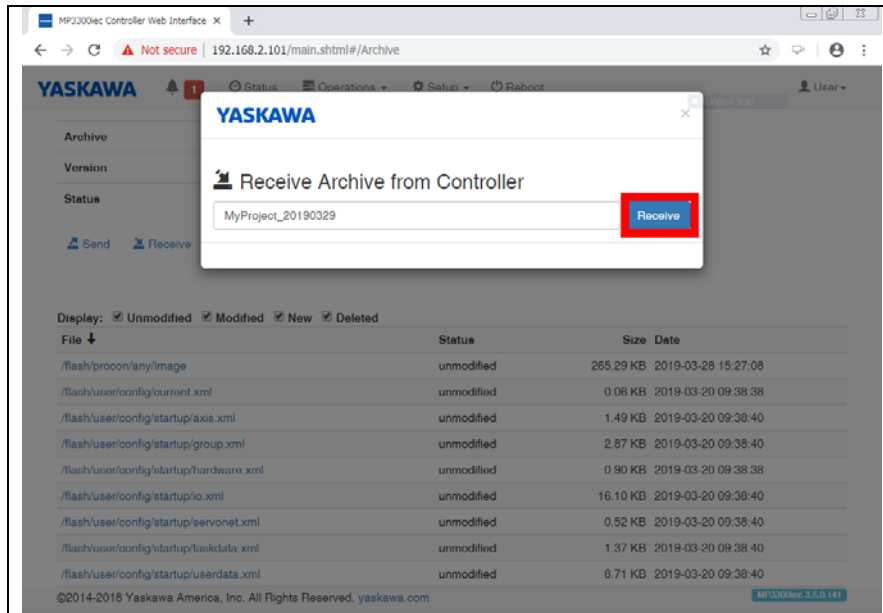 MP3300iec Controller Web Interface
Not secure | 192.168.2.101/main.shtml#/Archive
YASKAWA 1 Status Operations Setup Reboot User
YASKAWA
Archive
Version
Receive Archive from Controller
Status
MyProject_20190329 Receive
Send Receive
Display: Unmodified Modified New Deleted
File Status Size Date
/flash/procon/any/image unmodified 265.29 KB 2019-03-28 15:27:08
/flash/user/config/current.xml unmodified 0.06 KB 2019-03-20 09:38:38
/flash/user/config/startup/axis.xml unmodified 1.49 KB 2019-03-20 09:38:40
/flash/user/config/startup/group.xml unmodified 2.87 KB 2019-03-20 09:38:40
/flash/user/config/startup/hardware.xml unmodified 0.90 KB 2019-03-20 09:38:38
/flash/user/config/startup/io.xml unmodified 16.10 KB 2019-03-20 09:38:40
/flash/user/config/startup/servonet.xml unmodified 0.52 KB 2019-03-20 09:38:40
/flash/user/config/startup/taskdata.xml unmodified 1.37 KB 2019-03-20 09:38:40
/flash/user/config/startup/userdata.xml unmodified 8.71 KB 2019-03-20 09:38:40
©2014-2018 Yaskawa America, Inc. All Rights Reserved. yaskawa.com MP3300iec 3.5.0.141